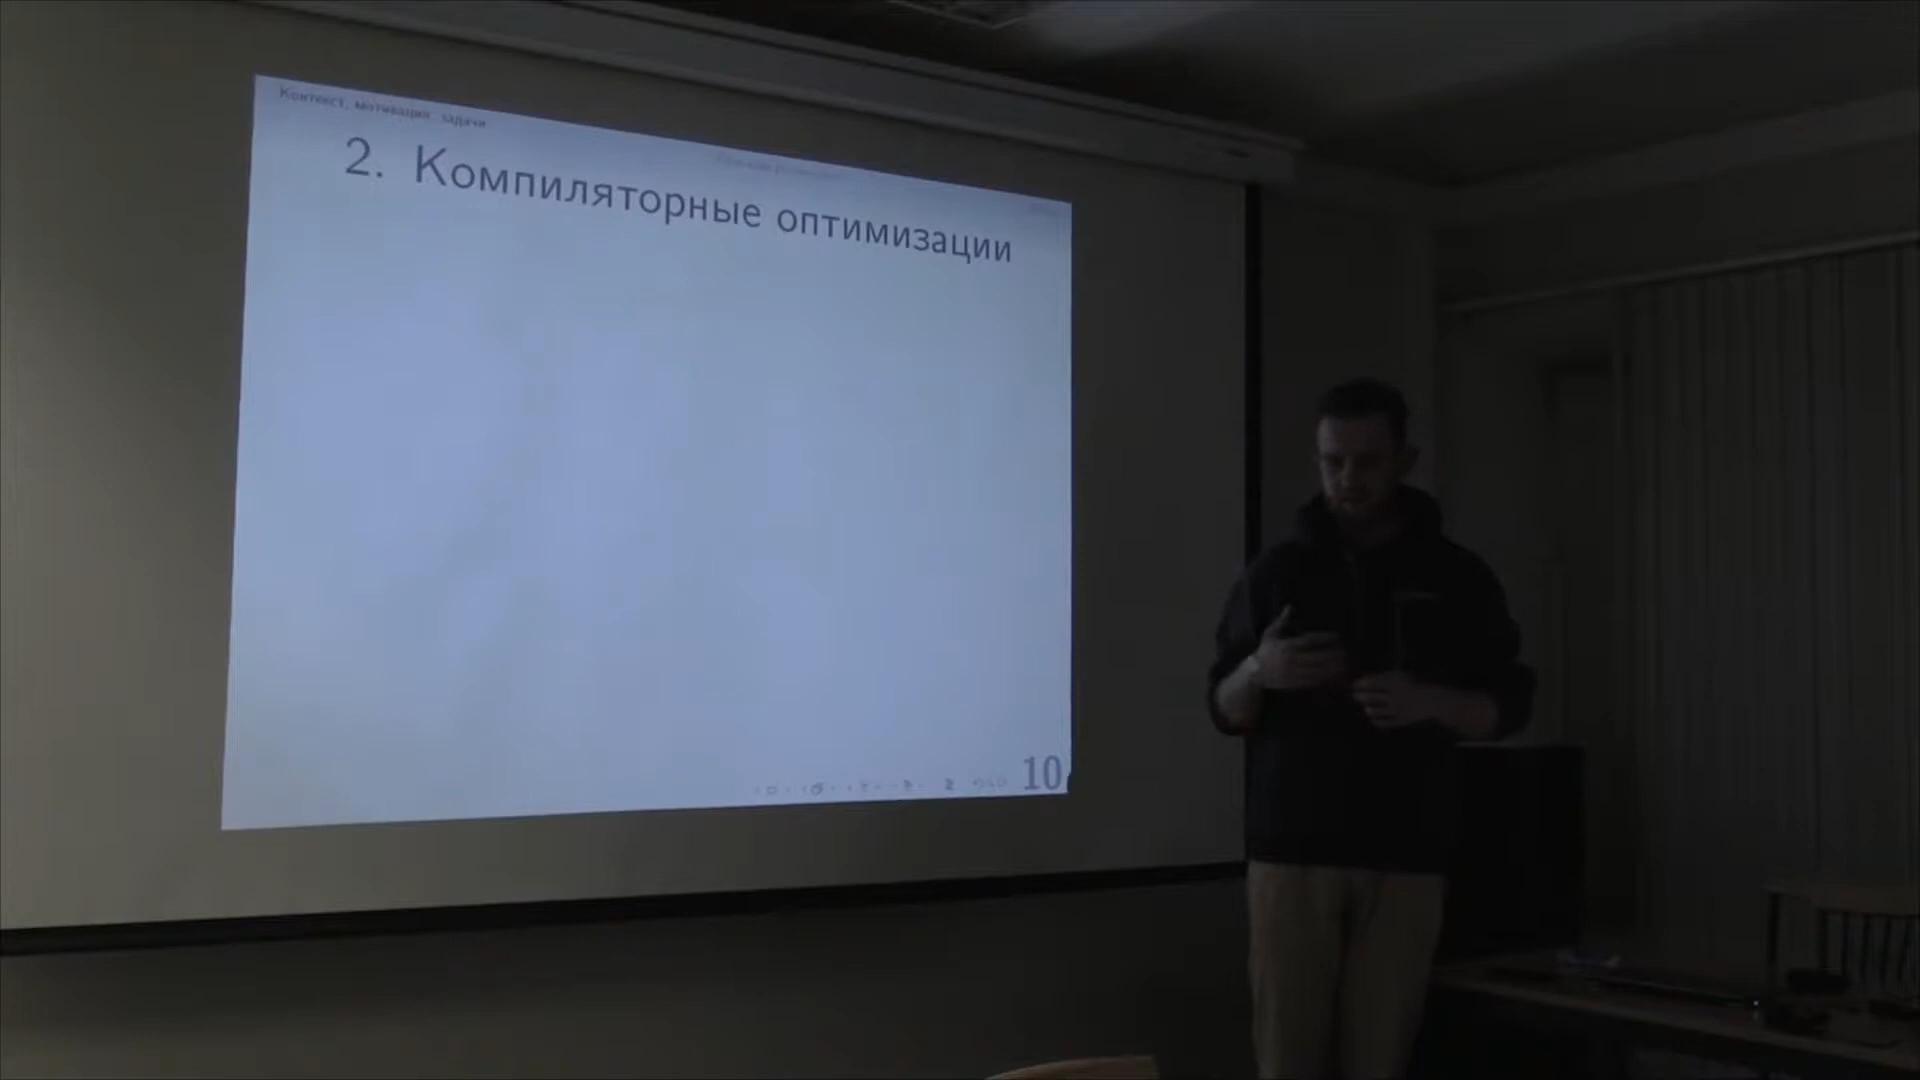 Контекст, мотивация, задачи
2. Компиляторные оптимизации
10